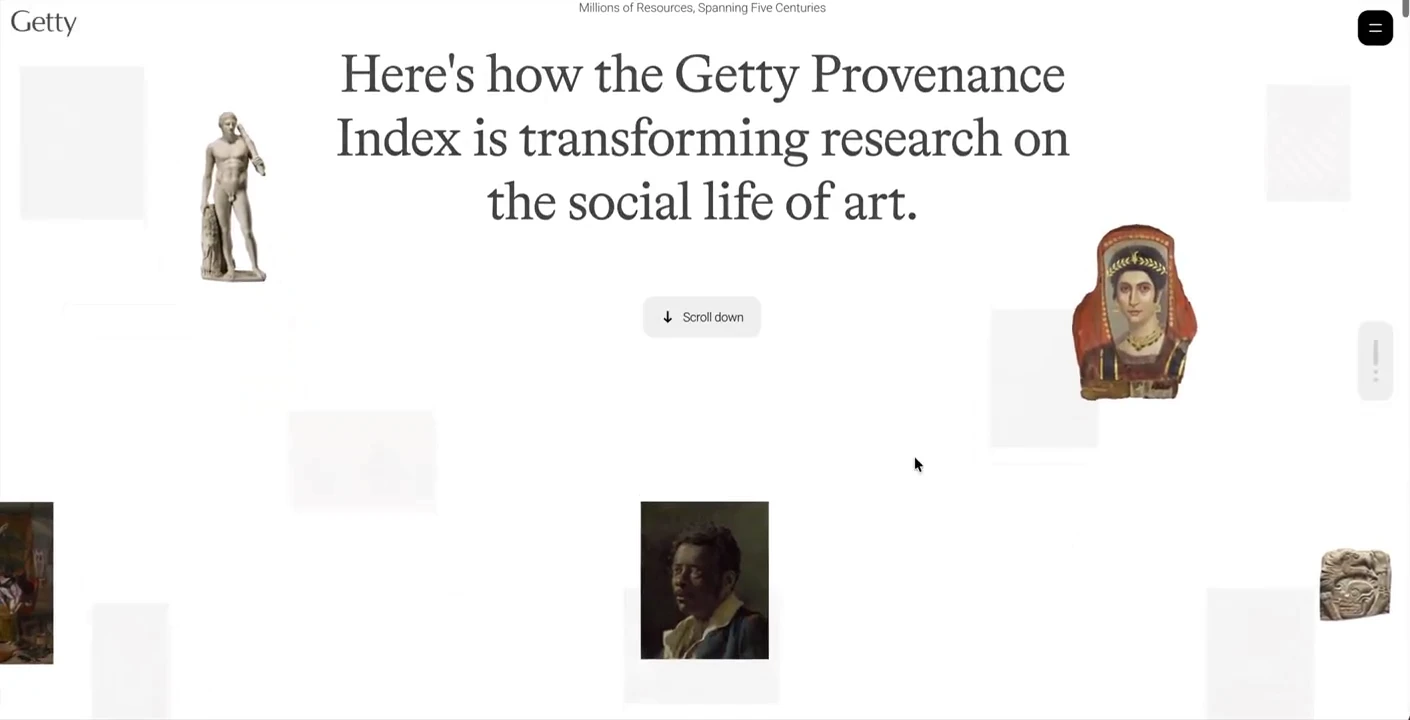 Millions of Resources, Spanning Five Centuries
Getty
Here's how the Getty Provenance
Index is transforming research on
the social life of art.
Scroll down